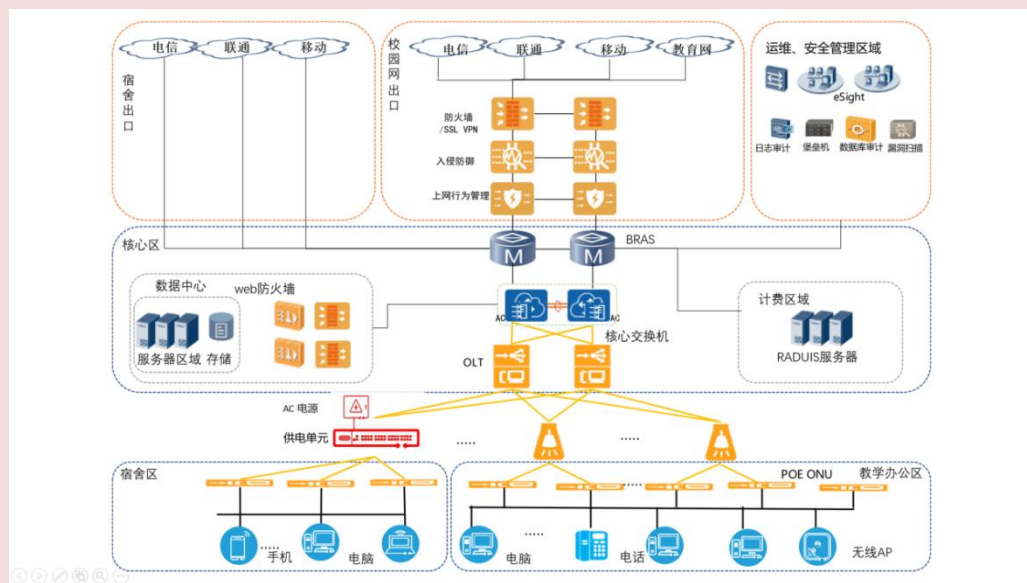 电信
联通
移动
宿舍出口
校园网出口
电信
联通
移动
教育网
防火墙
/SSL VPN
入侵防御
上网行为管理
运维、安全管理区域
eSight
日志审计
堡垒机
数据库审计
漏洞扫描
核心区
BRAS
数据中心
web防火墙
服务器区域
存储
AC
AC
核心交换机
OLT
计费区域
RADUIS服务器
AC 电源
供电单元
.....
.....
宿舍区
.....
手机
电脑
教学办公区
POE ONU
.....
.....
电脑
电话
无线AP
M
M